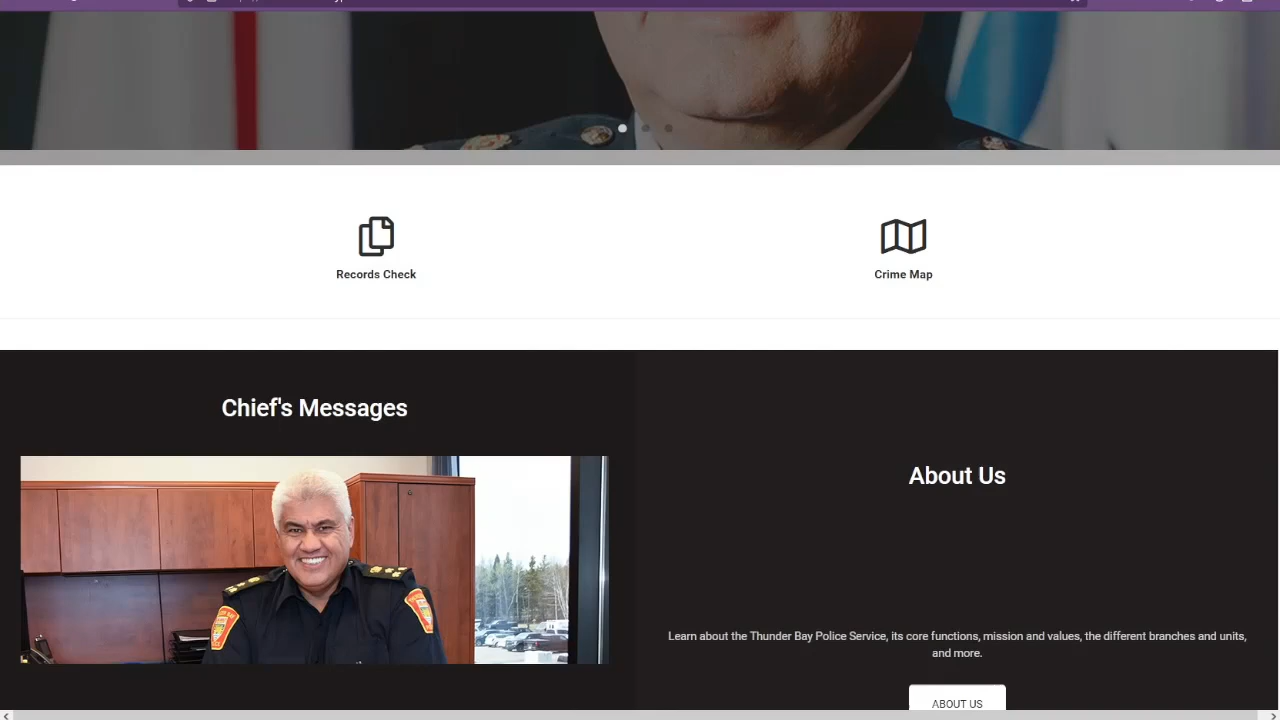 Records Check
Crime Map
Chief's Messages
About Us
Learn about the Thunder Bay Police Service, its core functions, mission and values, the different branches and units,
and more.
ABOUT US